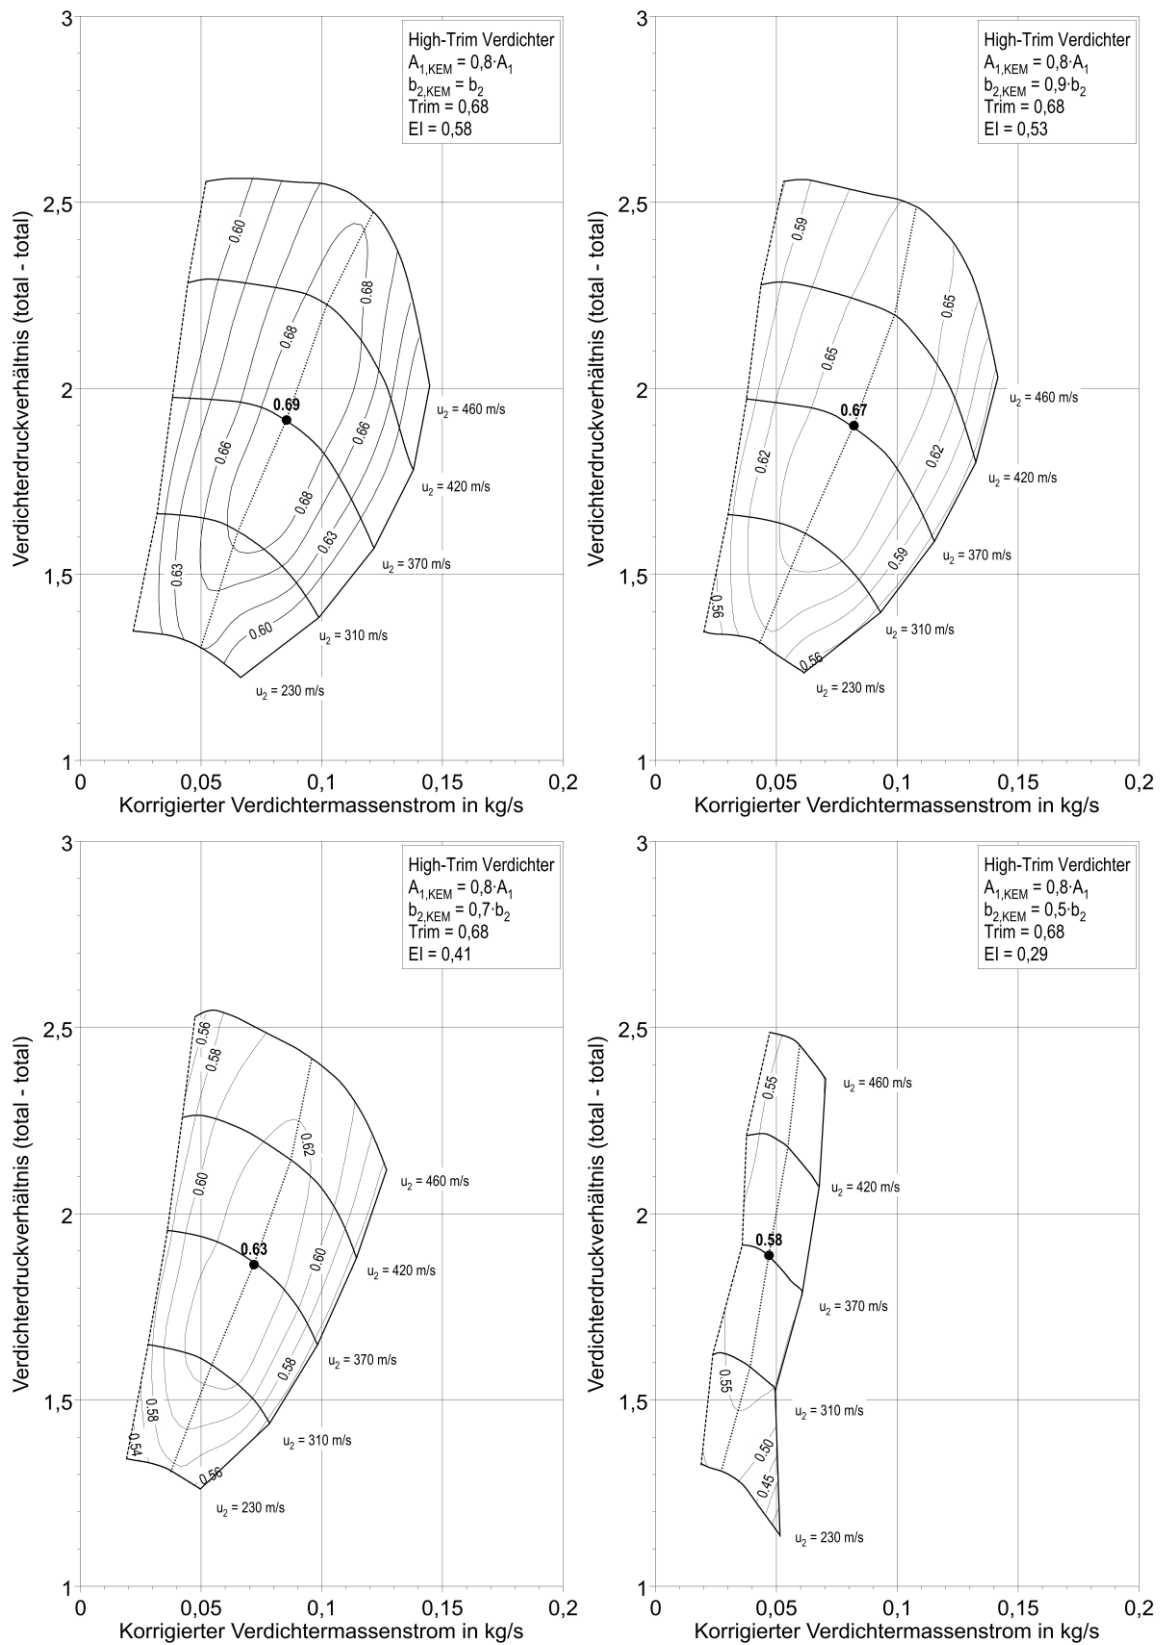 High-Trim Verdichter
A1,KEM = 0,8·A1
b2,KEM = b2
Trim = 0,68
EI = 0,58
3
2,5
2
1,5
1
Verdichterdruckverhältnis (total - total)
0.60
0.68
0.68
0.69
0.66
0.66
0.68
0.63
0.63
0.60
u2 = 460 m/s
u2 = 420 m/s
u2 = 370 m/s
u2 = 310 m/s
u2 = 230 m/s
0
0,05
0,1
0,15
0,2
Korrigierter Verdichtermassenstrom in kg/s
High-Trim Verdichter
A1,KEM = 0,8·A1
b2,KEM = 0,9·b2
Trim = 0,68
EI = 0,53
3
2,5
2
1,5
1
Verdichterdruckverhältnis (total - total)
0.59
0.65
0.65
0.67
0.62
0.62
0.59
0.56
0.56
u2 = 460 m/s
u2 = 420 m/s
u2 = 370 m/s
u2 = 310 m/s
u2 = 230 m/s
0
0,05
0,1
0,15
0,2
Korrigierter Verdichtermassenstrom in kg/s
High-Trim Verdichter
A1,KEM = 0,8·A1
b2,KEM = 0,7·b2
Trim = 0,68
EI = 0,41
3
2,5
2
1,5
1
Verdichterdruckverhältnis (total - total)
0.56
0.58
0.62
0.60
0.63
0.60
0.58
0.58
0.54
0.56
u2 = 460 m/s
u2 = 420 m/s
u2 = 370 m/s
u2 = 310 m/s
u2 = 230 m/s
0
0,05
0,1
0,15
0,2
Korrigierter Verdichtermassenstrom in kg/s
High-Trim Verdichter
A1,KEM = 0,8·A1
b2,KEM = 0,5·b2
Trim = 0,68
EI = 0,29
3
2,5
2
1,5
1
Verdichterdruckverhältnis (total - total)
0.55
0.58
0.55
0.50
0.45
u2 = 460 m/s
u2 = 420 m/s
u2 = 370 m/s
u2 = 310 m/s
u2 = 230 m/s
0
0,05
0,1
0,15
0,2
Korrigierter Verdichtermassenstrom in kg/s